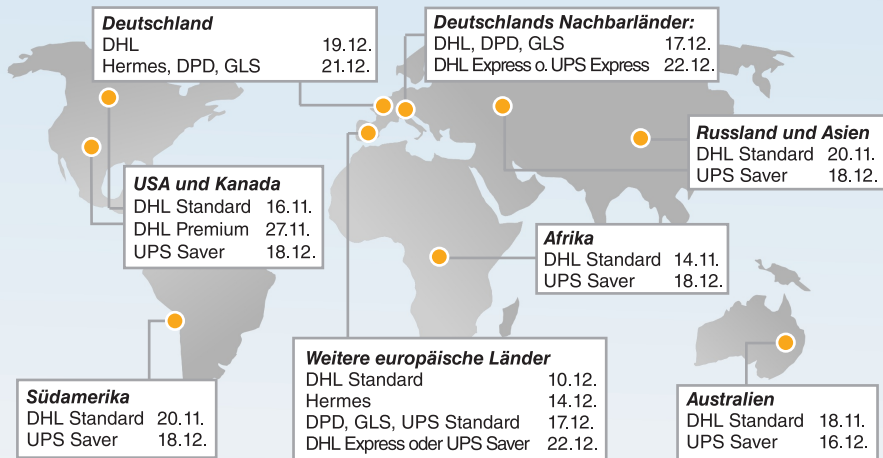 Deutschland
DHL 19.12.
Hermes, DPD, GLS 21.12.
Deutschlands Nachbarländer:
DHL, DPD, GLS 17.12.
DHL Express o. UPS Express 22.12.
Russland und Asien
DHL Standard 20.11.
UPS Saver 18.12.
USA und Kanada
DHL Standard 16.11.
DHL Premium 27.11.
UPS Saver 18.12.
Afrika
DHL Standard 14.11.
UPS Saver 18.12.
Weitere europäische Länder
DHL Standard 10.12.
Hermes 14.12.
DPD, GLS, UPS Standard 17.12.
DHL Express oder UPS Saver 22.12.
Südamerika
DHL Standard 20.11.
UPS Saver 18.12.
Australien
DHL Standard 18.11.
UPS Saver 16.12.